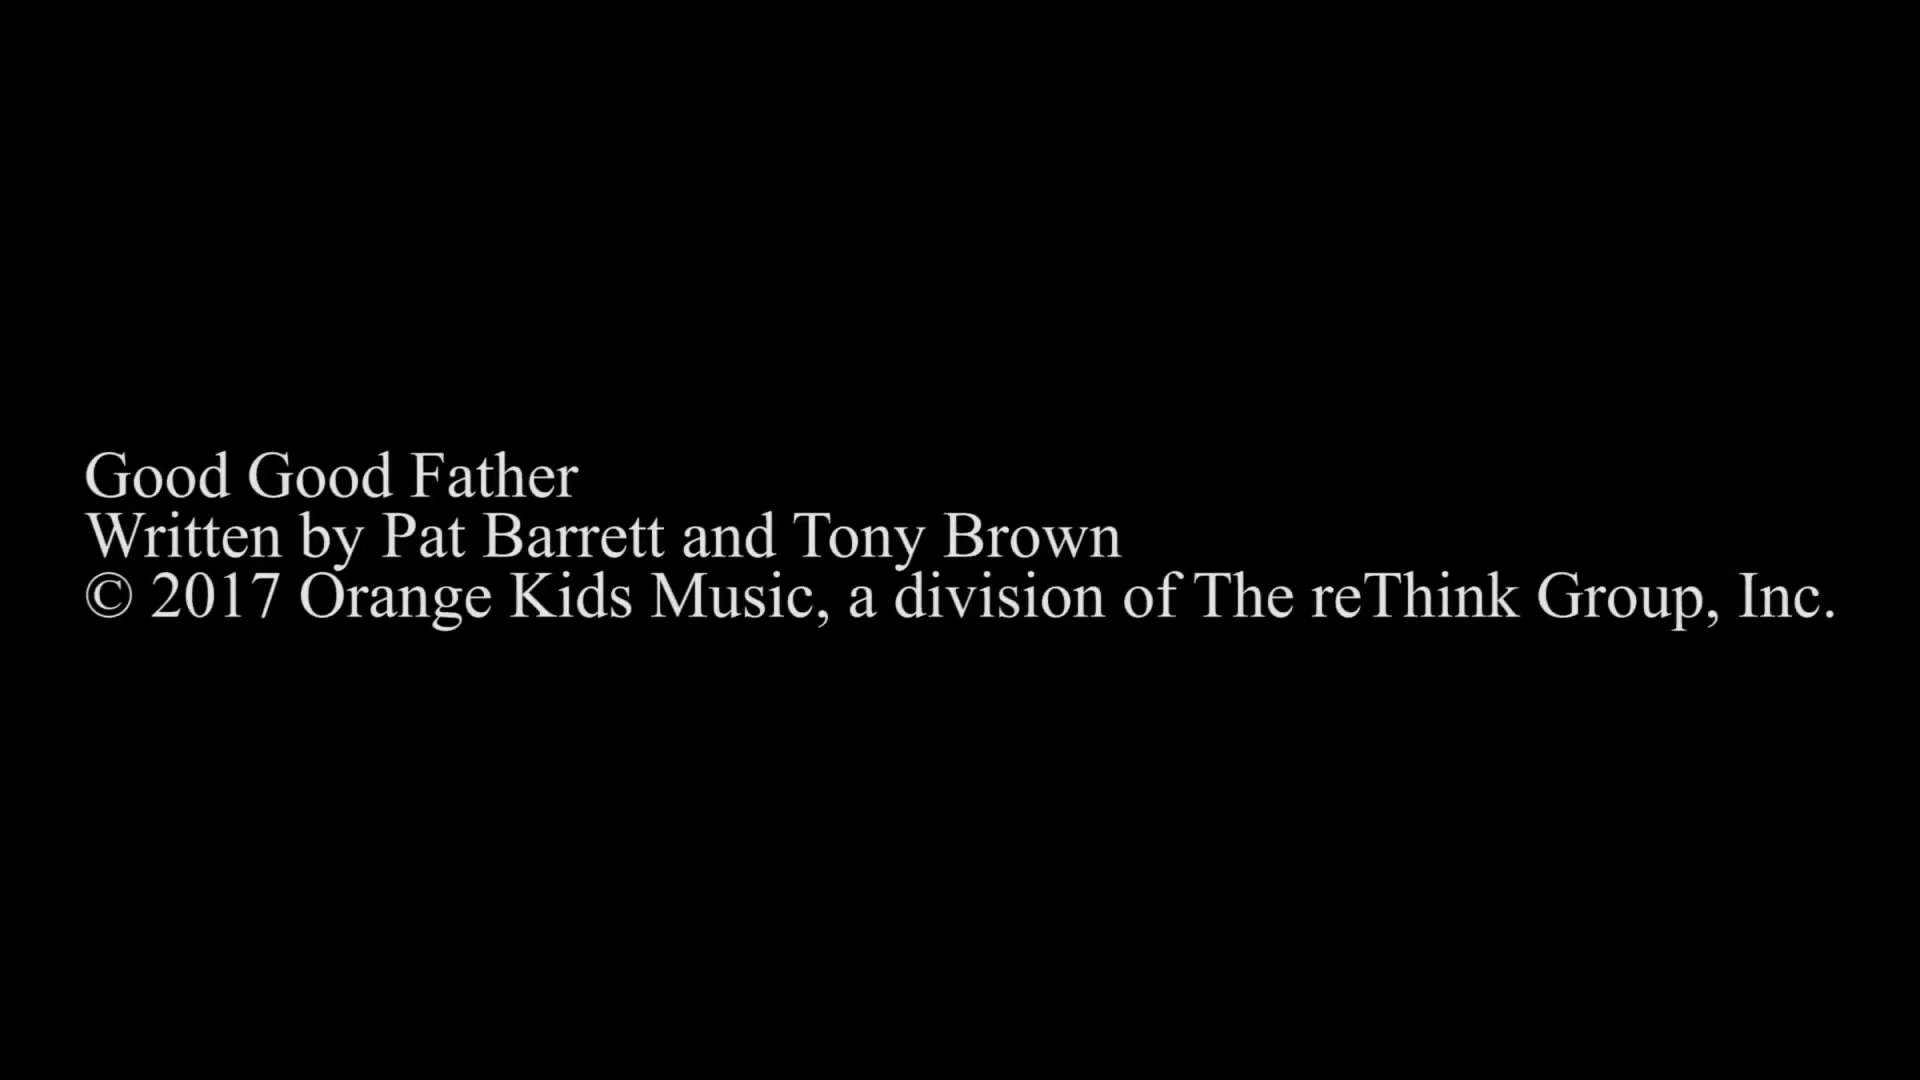 Good Good Father
Written by Pat Barrett and Tony Brown
© 2017 Orange Kids Music, a division of The reThink Group, Inc.